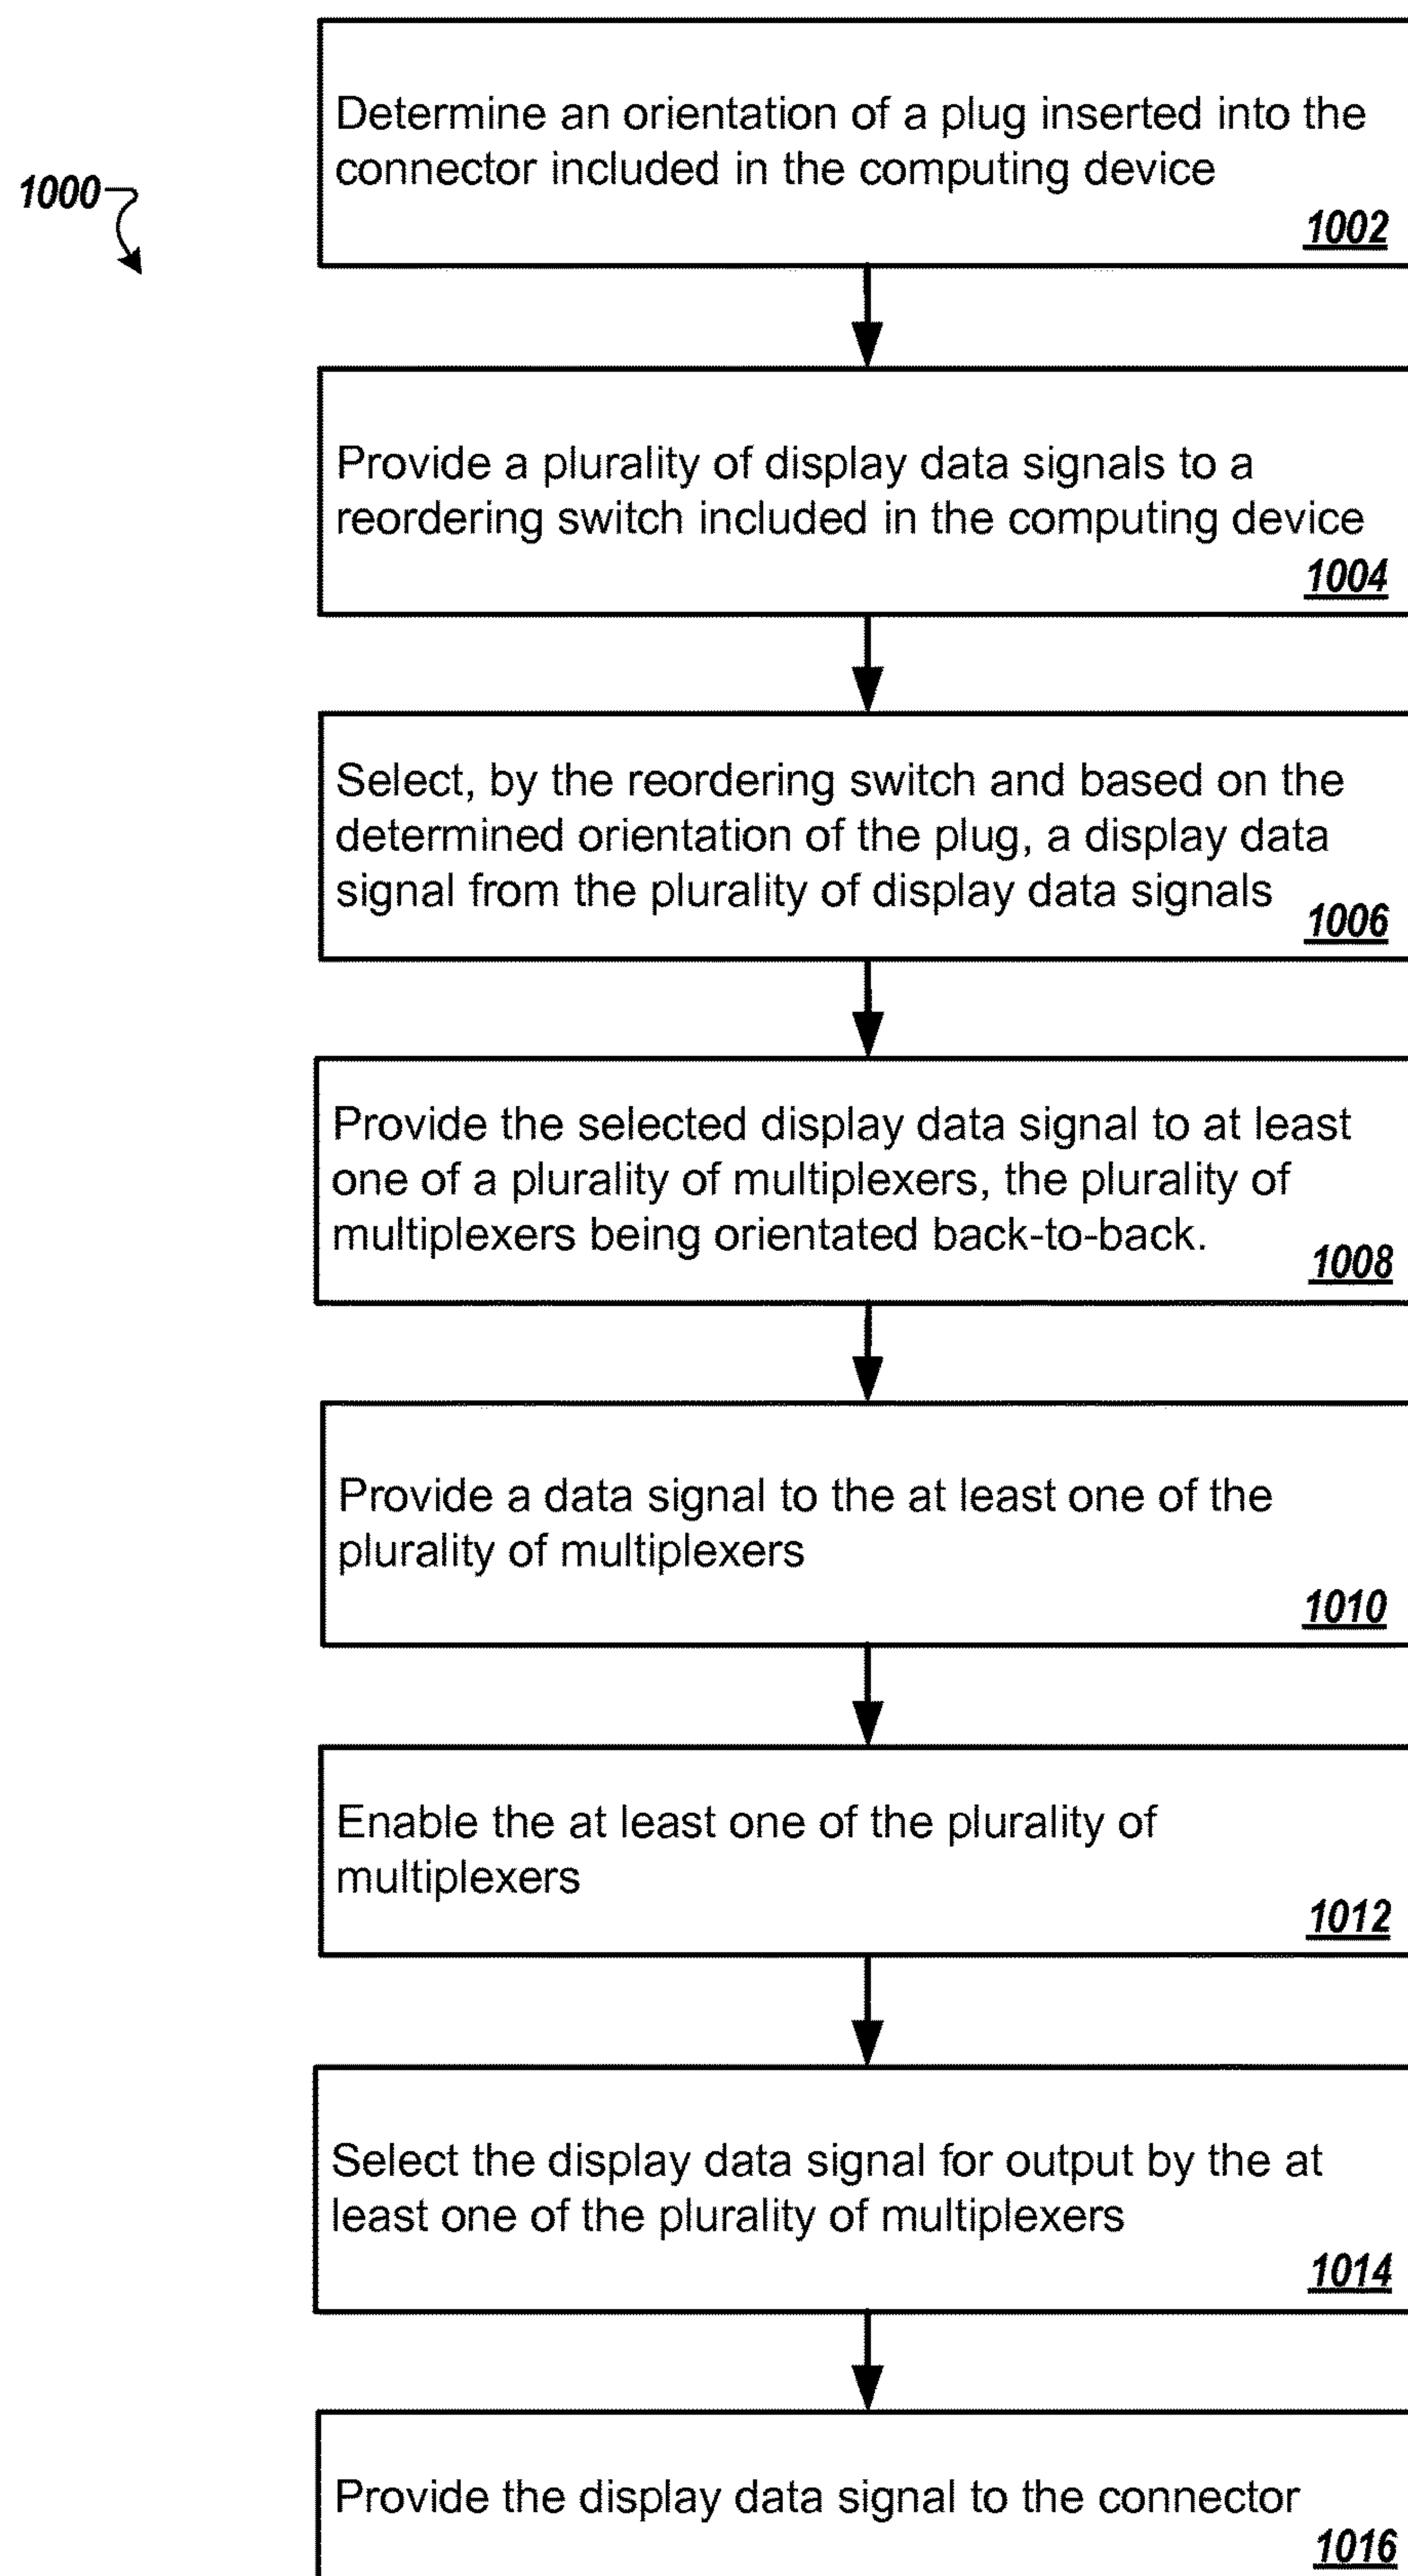 Determine an orientation of a plug inserted into the
connector included in the computing device
1000
1002
Provide a plurality of display data signals to a
reordering switch included in the computing device
1004
Select, by the reordering switch and based on the
determined orientation of the plug, a display data
signal from the plurality of display data signals
1006
Provide the selected display data signal to at least
one of a plurality of multiplexers, the plurality of
multiplexers being orientated back-to-back.
1008
Provide a data signal to the at least one of the
plurality of multiplexers
1010
Enable the at least one of the plurality of
multiplexers
1012
Select the display data signal for output by the at
least one of the plurality of multiplexers
1014
Provide the display data signal to the connector
1016